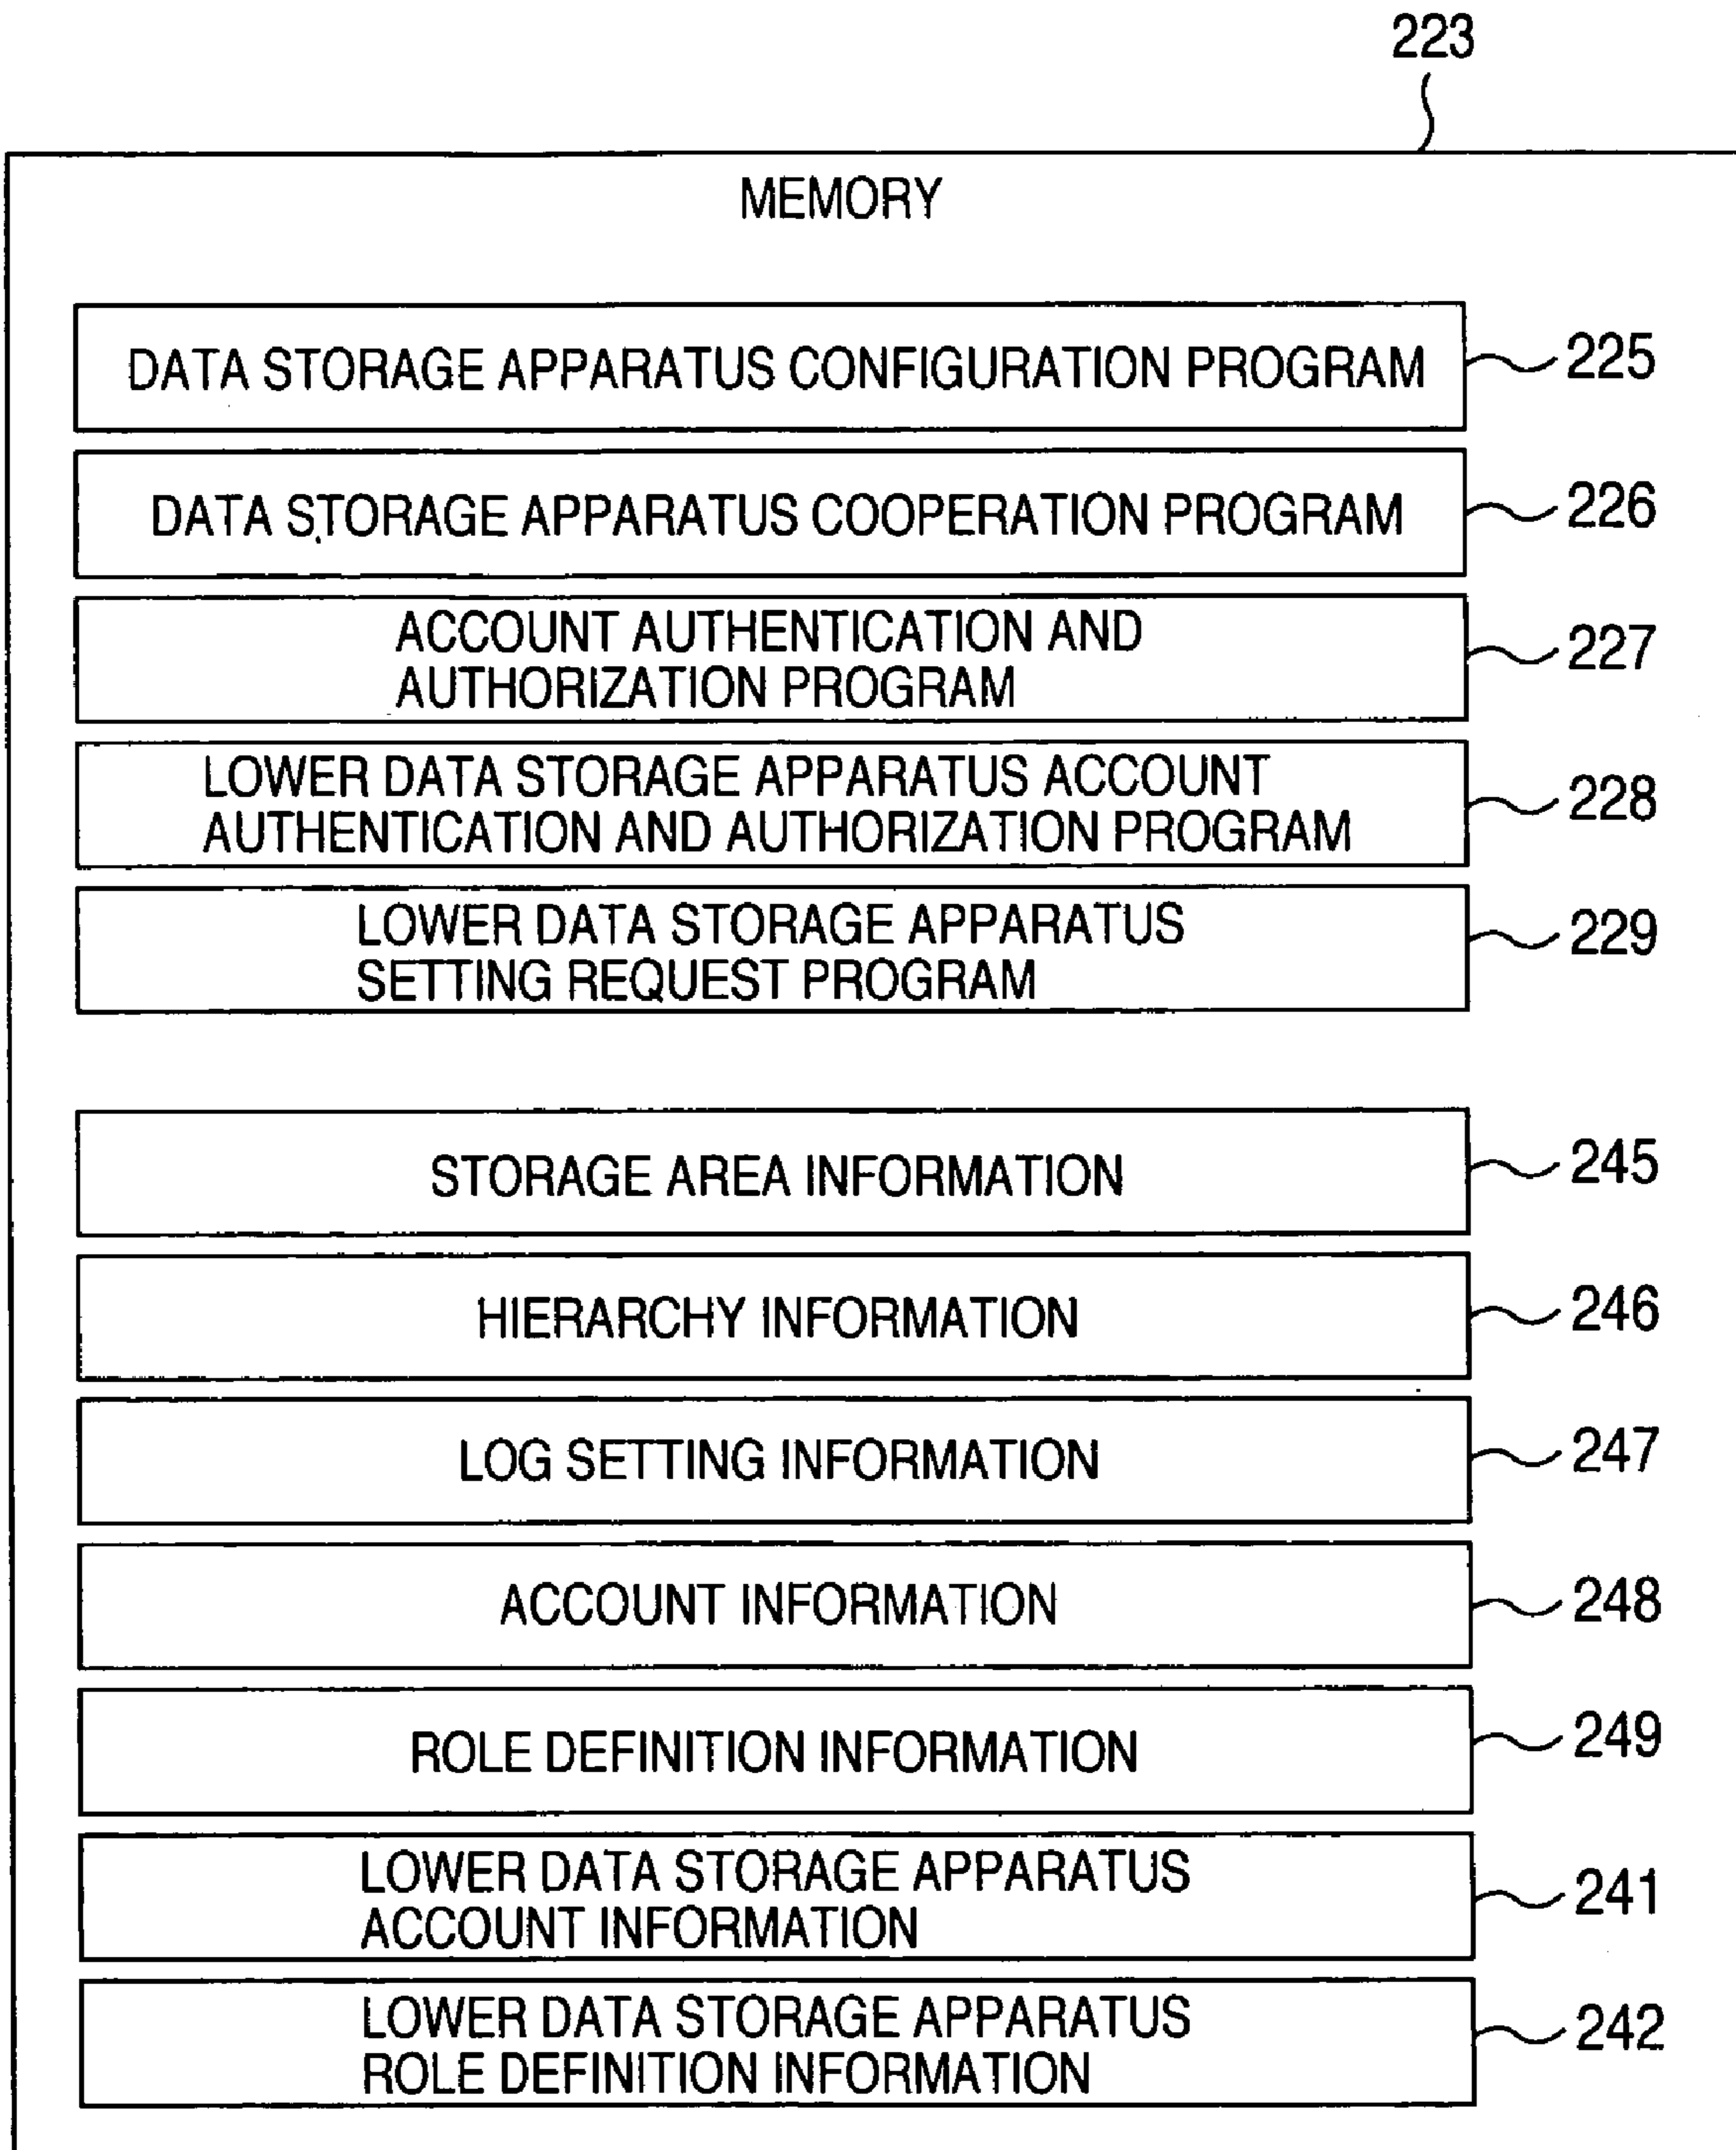 223
MEMORY
DATA STORAGE APPARATUS CONFIGURATION PROGRAM
225
DATA STORAGE APPARATUS COOPERATION PROGRAM
226
ACCOUNT AUTHENTICATION AND
AUTHORIZATION PROGRAM
227
LOWER DATA STORAGE APPARATUS ACCOUNT
AUTHENTICATION AND AUTHORIZATION PROGRAM
228
LOWER DATA STORAGE APPARATUS
SETTING REQUEST PROGRAM
229
STORAGE AREA INFORMATION
245
HIERARCHY INFORMATION
246
LOG SETTING INFORMATION
247
ACCOUNT INFORMATION
248
ROLE DEFINITION INFORMATION
249
LOWER DATA STORAGE APPARATUS
ACCOUNT INFORMATION
241
LOWER DATA STORAGE APPARATUS
ROLE DEFINITION INFORMATION
242